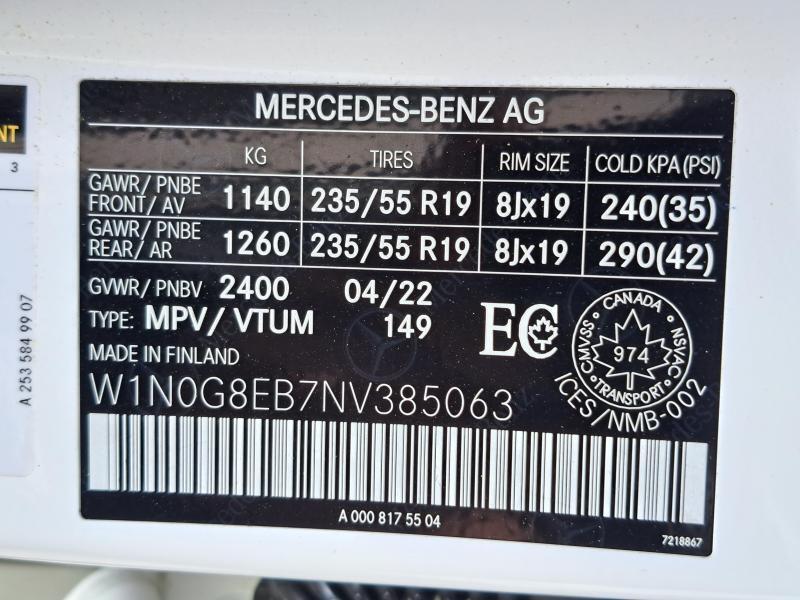 MERCEDES-BENZ AG
KG TIRES RIM SIZE COLD KPA (PSI)
GAWR/ PNBE FRONT/ AV 1140 235/55 R19 8Jx19 240(35)
GAWR/ PNBE REAR/ AR 1260 235/55 R19 8Jx19 290(42)
GVWR/ PNBV 2400 04/22
TYPE: MPV/ VTUM 149
MADE IN FINLAND
W1N0G8EB7NV385063
EC
CANADA
CMVSS NSVAC
974
TRANSPORT
ICES/NMB-002
A 000 817 55 04
7218867
NT
3
A 253 584 99 07